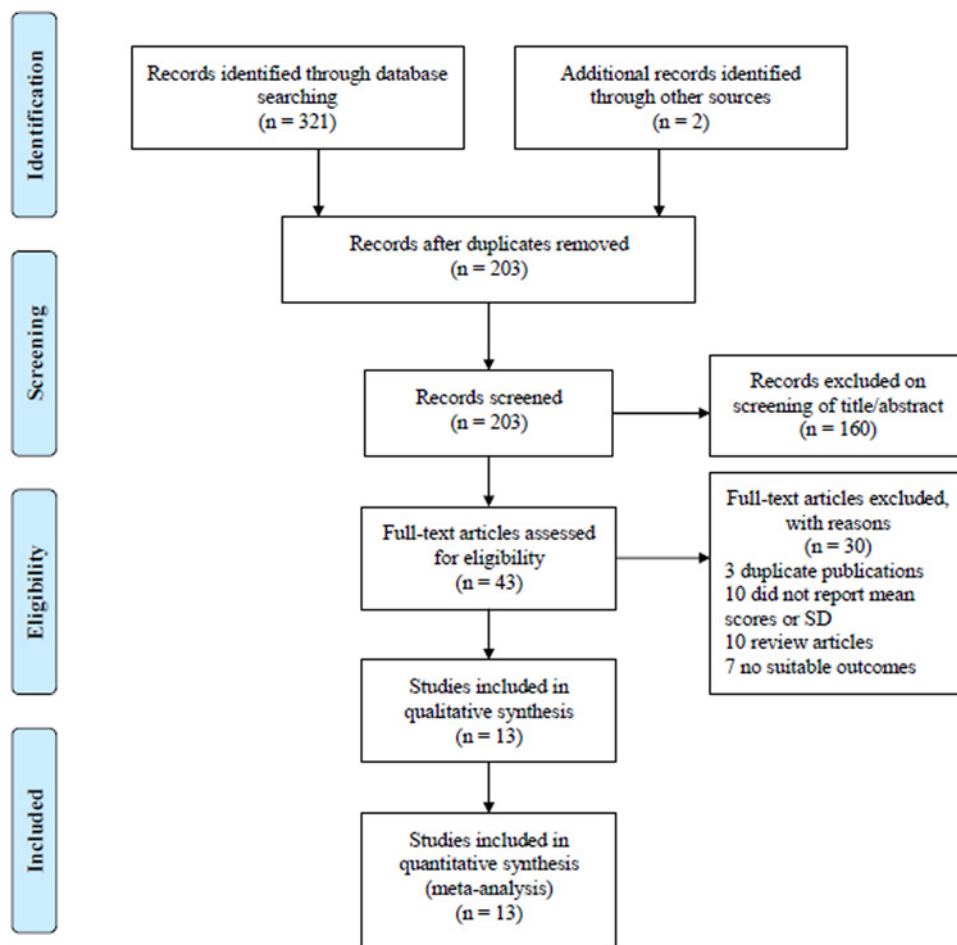 Identification
Records identified through database
searching
(n = 321)
Additional records identified
through other sources
(n = 2)
Screening
Records after duplicates removed
(n = 203)
Records screened
(n = 203)
Records excluded on
screening of title/abstract
(n = 160)
Eligibility
Full-text articles assessed
for eligibility
(n = 43)
Full-text articles excluded,
with reasons
(n = 30)
3 duplicate publications
10 did not report mean
scores or SD
10 review articles
7 no suitable outcomes
Studies included in
qualitative synthesis
(n = 13)
Included
Studies included in
quantitative synthesis
(meta-analysis)
(n = 13)